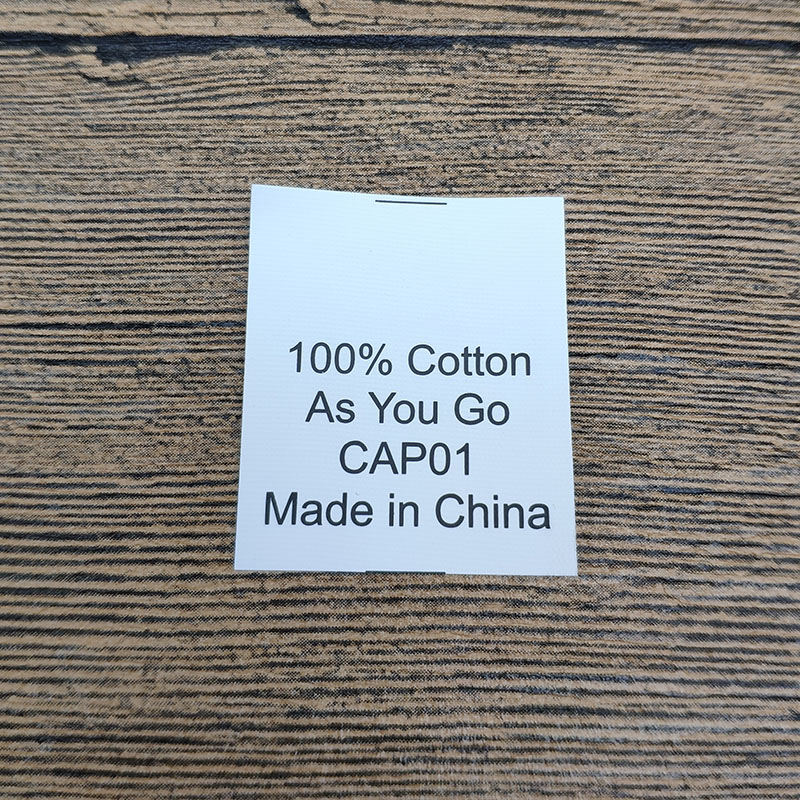 100% Cotton
As You Go
CAP01
Made in China